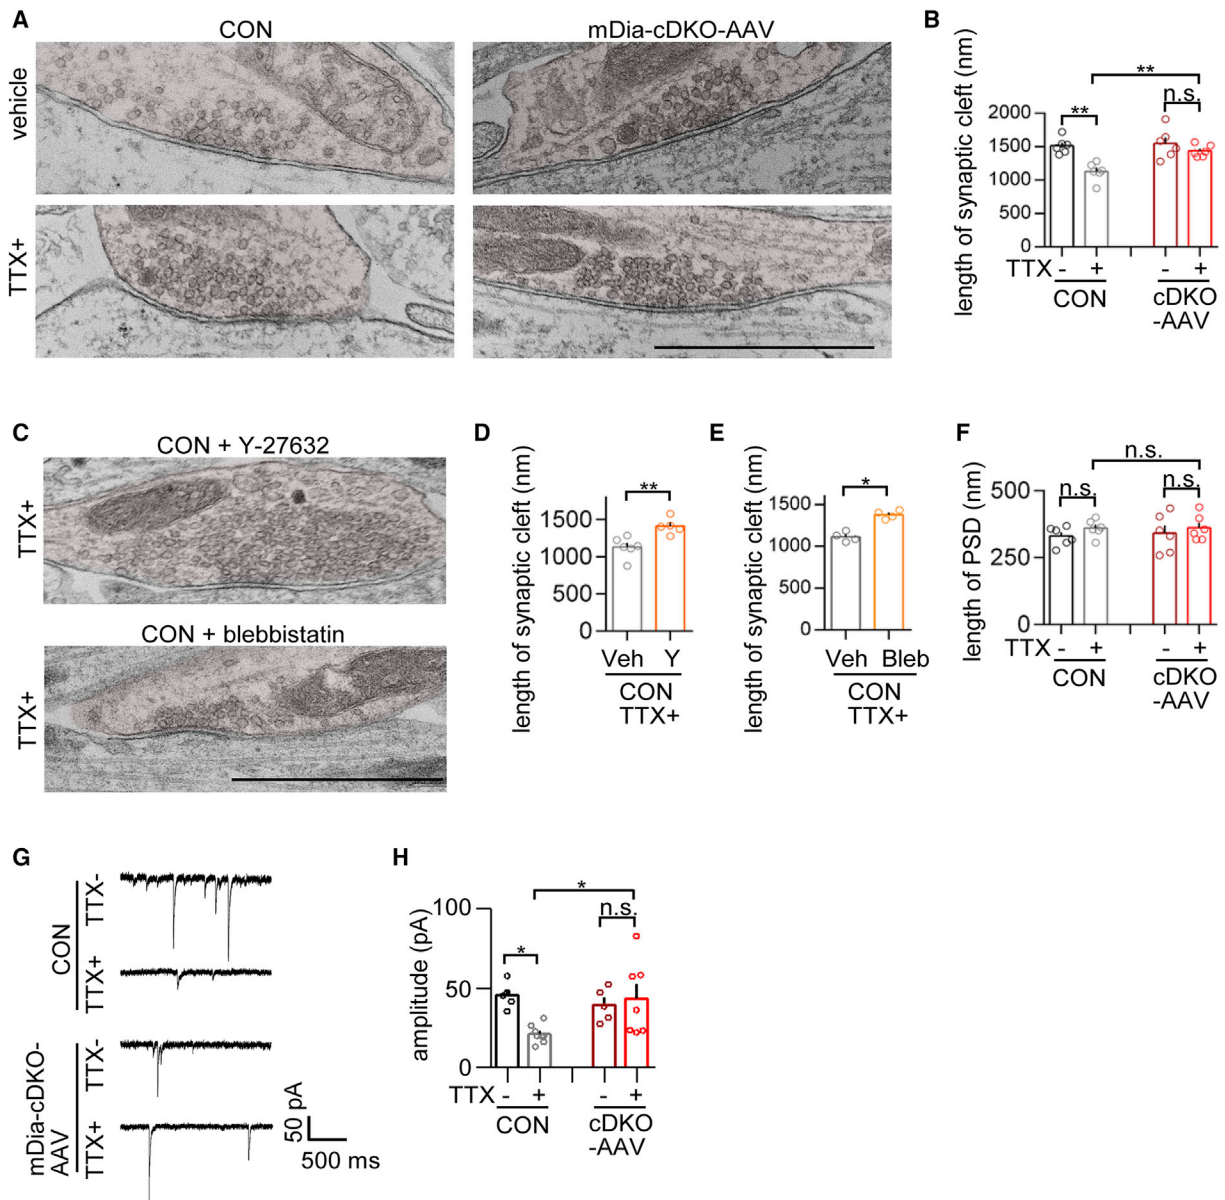 A
CON
mDia-cDKO-AAV
vehicle
TTX+
B
length of synaptic cleft (nm)
**
**
n.s.
2000
1500
1000
500
0
TTX - + - +
CON
cDKO
-AAV
C
CON + Y-27632
TTX+
CON + blebbistatin
TTX+
D
length of synaptic cleft (nm)
**
1500
1000
500
0
Veh Y
CON
TTX+
E
length of synaptic cleft (nm)
*
1500
1000
500
0
Veh Bleb
CON
TTX+
F
length of PSD (nm)
n.s.
n.s.
n.s.
500
250
0
TTX - + - +
CON
cDKO
-AAV
G
CON
TTX-
TTX+
mDia-cDKO-
AAV
TTX-
TTX+
50 pA
500 ms
H
amplitude (pA)
*
n.s.
*
100
50
0
TTX - + - +
CON
cDKO
-AAV